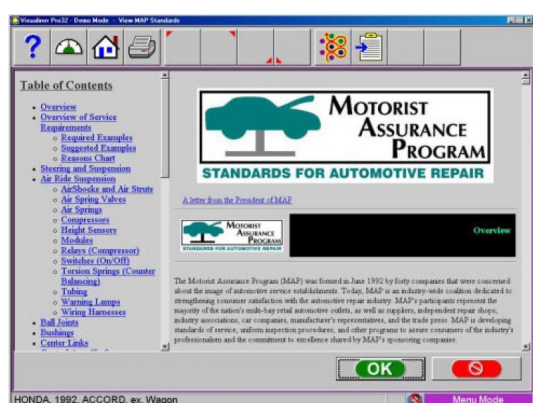 Visualiner Pro32 - Demo Mode - View MAP Standards
?
Table of Contents
Overview
Overview of Service
Requirements
Required Examples
Suggested Examples
Reasons Chart
Steering and Suspension
Air Ride Suspension
AirShocks and Air Struts
Air Spring Valves
Air Springs
Compressors
Height Sensors
Modules
Relays (Compressor)
Switches (On/Off)
Torsion Springs (Counter
Balancing)
Tubing
Warning Lamps
Wiring Harnesses
Ball Joints
Bushings
Center Links
MOTORIST
ASSURANCE
PROGRAM
STANDARDS FOR AUTOMOTIVE REPAIR
A letter from the President of MAP
MOTORIST
ASSURANCE
PROGRAM
STANDARDS FOR AUTOMOTIVE REPAIR
Overview
The Motorist Assurance Program (MAP) was formed in June 1992 by forty companies that were concerned
about the image of automotive service establishments. Today, MAP is an industry-wide coalition dedicated to
strengthening consumer satisfaction with the automotive repair industry. MAP's participants represent the
majority of the nation's multi-bay retail automotive outlets, as well as suppliers, independent repair shops,
industry associations, car companies, manufacturer's representatives, and the trade press. MAP is developing
standards of service, uniform inspection procedures, and other programs to assure consumers of the industry's
professionalism and the commitment to excellence shared by MAP's sponsoring companies.
OK
HONDA, 1992, ACCORD, ex, Wagon
Menu Mode